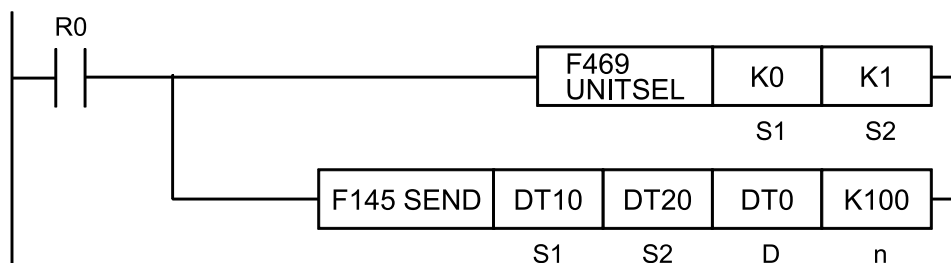 R0
F469
UNITSEL
K0
K1
S1
S2
F145 SEND
DT10
DT20
DT0
K100
S1
S2
D
n